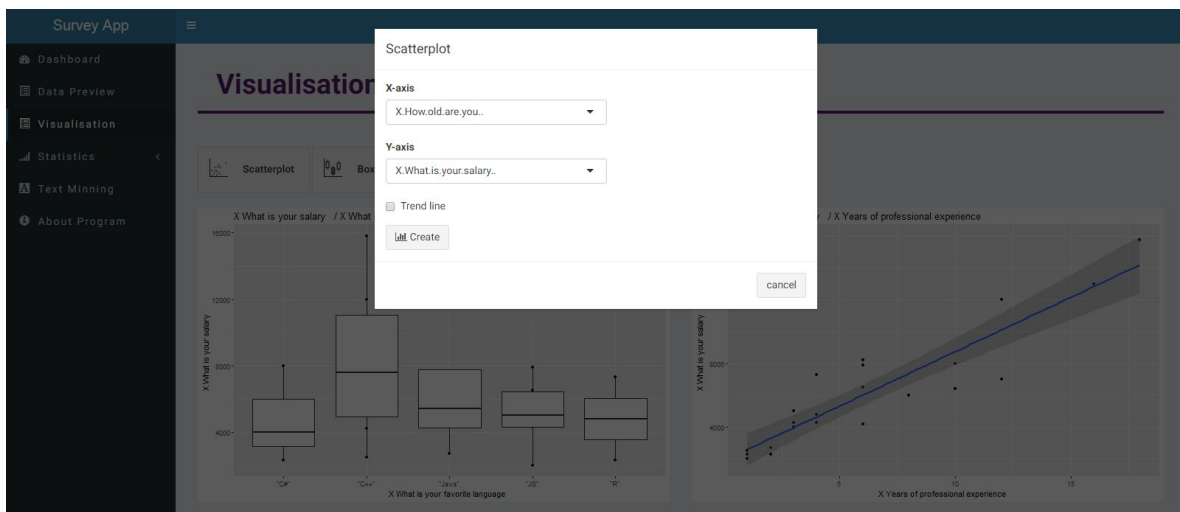 Survey App
Dashboard
Data Preview
Visualisation
Statistics
Text Minning
About Program
Visualisation
Scatterplot
Box
Scatterplot
X-axis
X.How.old.are.you..
Y-axis
X.What.is.your.salary..
Trend line
Create
cancel
X What is your salary / X What
16000
12000
8000
4000
X What is your salary
"C#"
"C++"
"Java"
"JS"
"R"
X What is your favorite language
/ X Years of professional experience
8000
4000
X What is your salary
5
10
15
X Years of professional experience